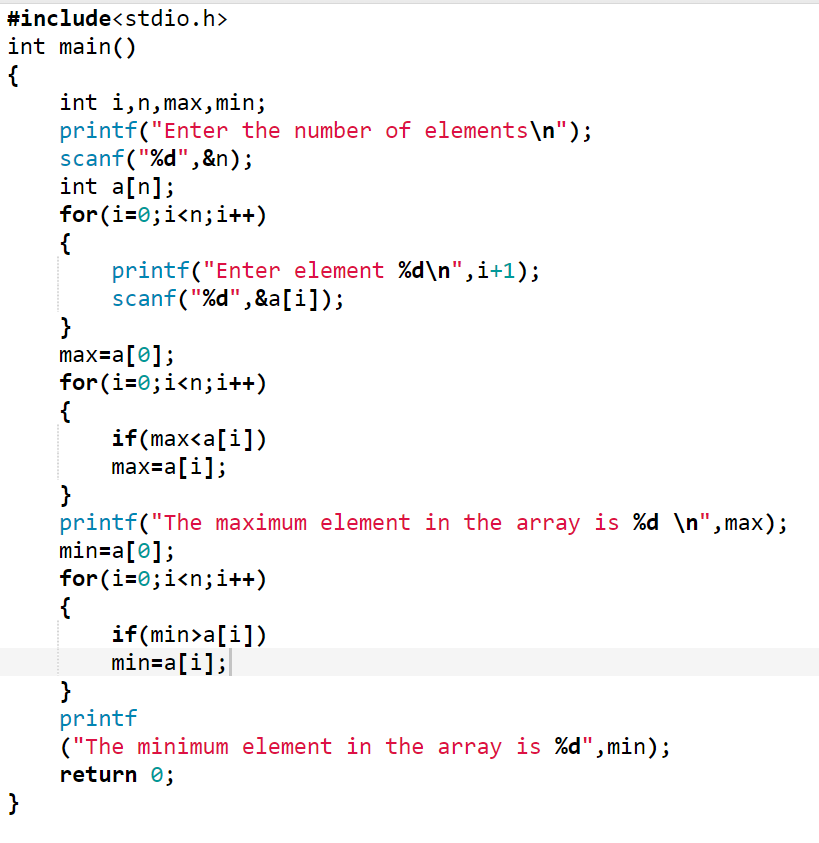 #include<stdio.h>
int main()
{
    int i,n,max,min;
    printf("Enter the number of elements\n");
    scanf("%d",&n);
    int a[n];
    for(i=0;i<n;i++)
    {
        printf("Enter element %d\n",i+1);
        scanf("%d",&a[i]);
    }
    max=a[0];
    for(i=0;i<n;i++)
    {
        if(max<a[i])
        max=a[i];
    }
    printf("The maximum element in the array is %d \n",max);
    min=a[0];
    for(i=0;i<n;i++)
    {
        if(min>a[i])
        min=a[i];
    }
    printf
    ("The minimum element in the array is %d",min);
    return 0;
}